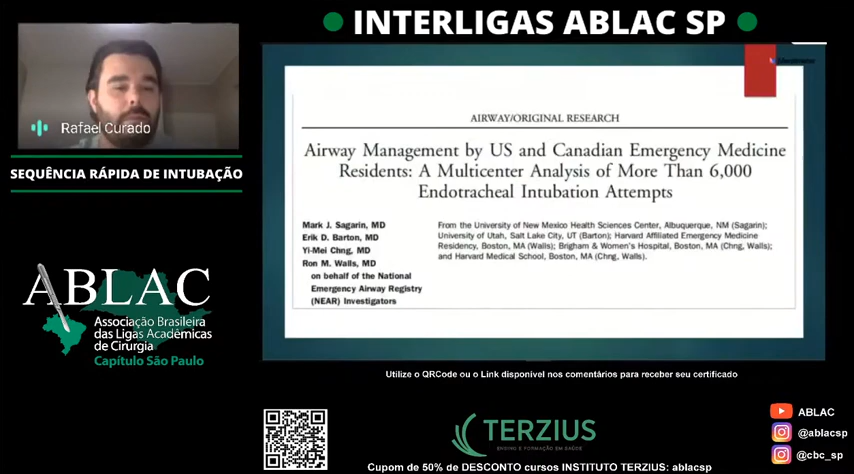 INTERLIGAS ABLAC SP
Rafael Curado
SEQUÊNCIA RÁPIDA DE INTUBAÇÃO
AIRWAY/ORIGINAL RESEARCH
Airway Management by US and Canadian Emergency Medicine
Residents: A Multicenter Analysis of More Than 6,000
Endotracheal Intubation Attempts
Mark J. Sagarin, MD
Erik D. Barton, MD
Yi-Mei Chng, MD
Ron M. Walls, MD
on behalf of the National
Emergency Airway Registry
(NEAR) Investigators
From the University of New Mexico Health Sciences Center, Albuquerque, NM (Sagarin);
University of Utah, Salt Lake City, UT (Barton); Harvard Affiliated Emergency Medicine
Residency, Boston, MA (Walls); Brigham & Women's Hospital, Boston, MA (Chng, Walls);
and Harvard Medical School, Boston, MA (Chng, Walls).
ABLAC
Associação Brasileira
das Ligas Acadêmicas
de Cirurgia
Capítulo São Paulo
Utilize o QRCode ou o Link disponível nos comentários para receber seu certificado
TERZIUS
ENSINO E FORMAÇÃO EM SAÚDE
Cupom de 50% de DESCONTO cursos INSTITUTO TERZIUS: ablacsp
ABLAC
@ablacsp
@cbc_sp